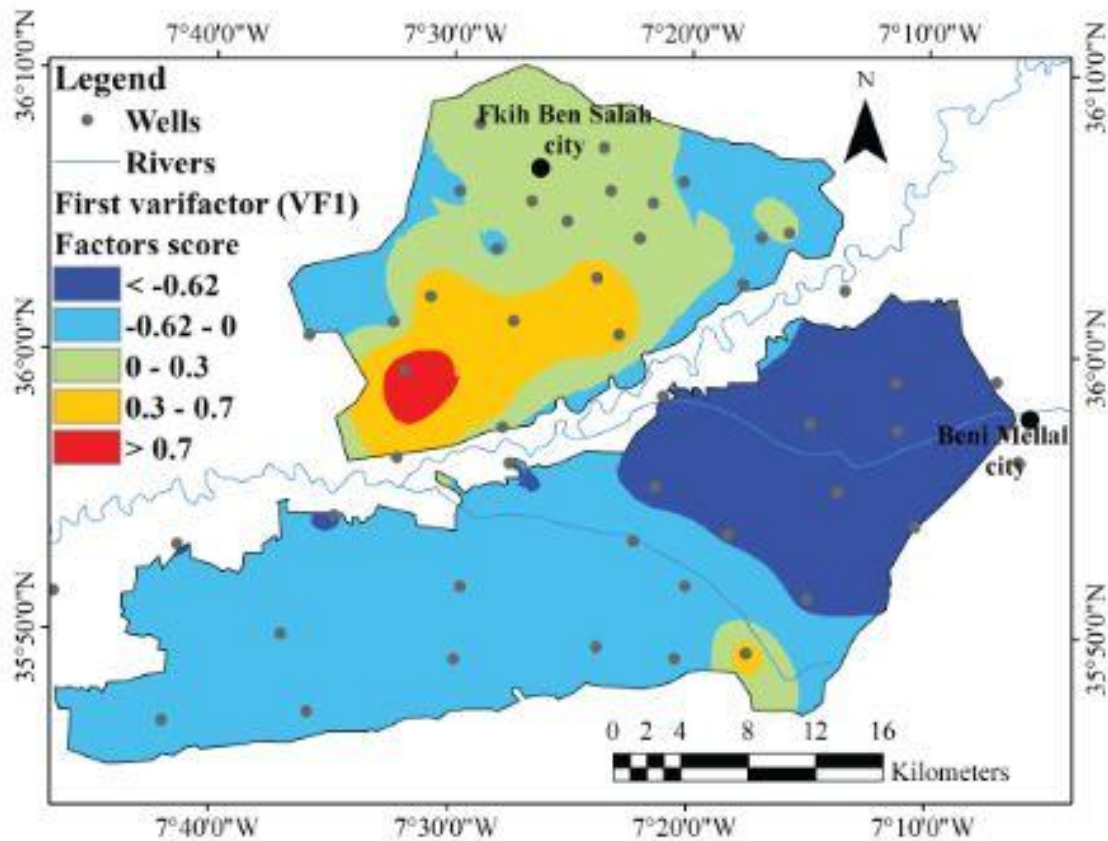 7°40'0"W 7°30'0"W 7°20'0"W 7°10'0"W
36°10'0"N
36°10'0"N
Legend
Wells
Rivers
First varifactor (VF1)
Factors score
< -0.62
-0.62 - 0
0 - 0.3
0.3 - 0.7
> 0.7
N
Fkih Ben Salah
city
36°0'0"N
36°0'0"N
Beni Mellal
city
35°50'0"N
35°50'0"N
0 2 4 8 12 16
Kilometers
7°40'0"W 7°30'0"W 7°20'0"W 7°10'0"W